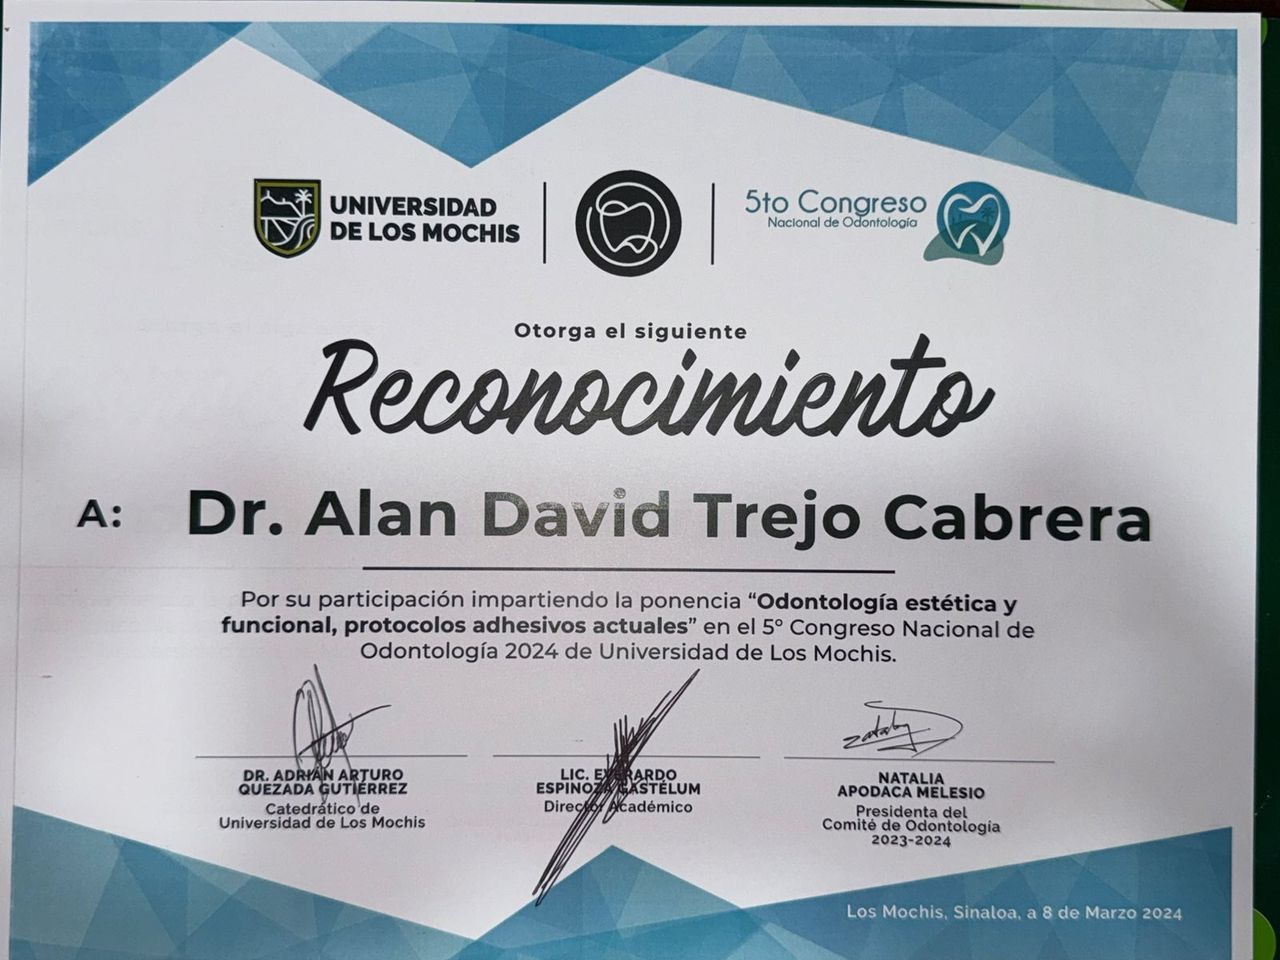 UNIVERSIDAD
DE LOS MOCHIS
5to Congreso
Nacional de Odontología
Otorga el siguiente
Reconocimiento
A: Dr. Alan David Trejo Cabrera
Por su participación impartiendo la ponencia “Odontología estética y
funcional, protocolos adhesivos actuales” en el 5° Congreso Nacional de
Odontología 2024 de Universidad de Los Mochis.
DR. ADRIÁN ARTURO
QUEZADA GUTIÉRREZ
Catedrático de
Universidad de Los Mochis
LIC. EVERARDO
ESPINOZA GASTÉLUM
Director Académico
NATALIA
APODACA MELESIO
Presidenta del
Comité de Odontología
2023-2024
Los Mochis, Sinaloa, a 8 de Marzo 2024